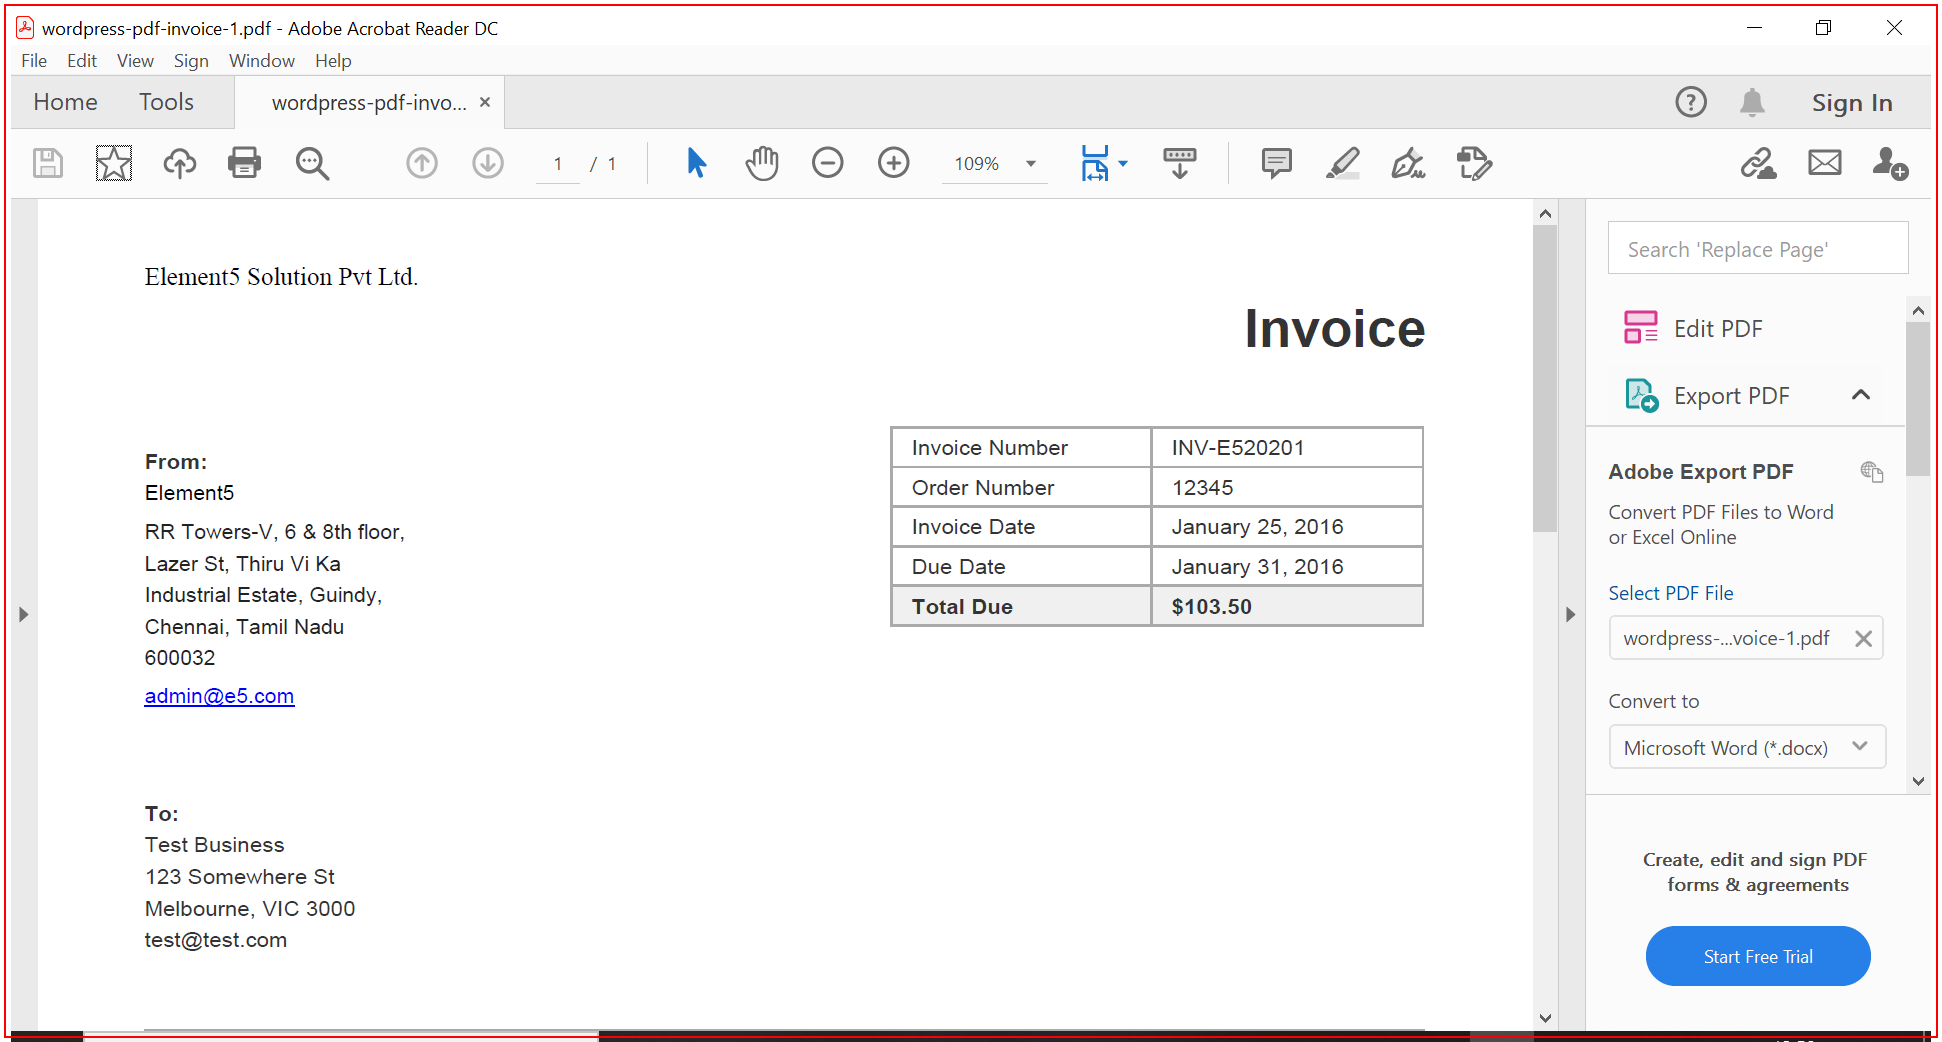 wordpress-pdf-invoice-1.pdf - Adobe Acrobat Reader DC
File Edit View Sign Window Help
Home Tools wordpress-pdf-invo... × ? Sign In
1 / 1 109%
Element5 Solution Pvt Ltd.
Invoice
From:
Element5
RR Towers-V, 6 & 8th floor,
Lazer St, Thiru Vi Ka
Industrial Estate, Guindy,
Chennai, Tamil Nadu
600032
admin@e5.com
Invoice Number INV-E520201
Order Number 12345
Invoice Date January 25, 2016
Due Date January 31, 2016
Total Due $103.50
To:
Test Business
123 Somewhere St
Melbourne, VIC 3000
test@test.com
Search 'Replace Page'
Edit PDF
Export PDF
Adobe Export PDF
Convert PDF Files to Word
or Excel Online
Select PDF File
wordpress-...voice-1.pdf
Convert to
Microsoft Word (*.docx)
Create, edit and sign PDF
forms & agreements
Start Free Trial